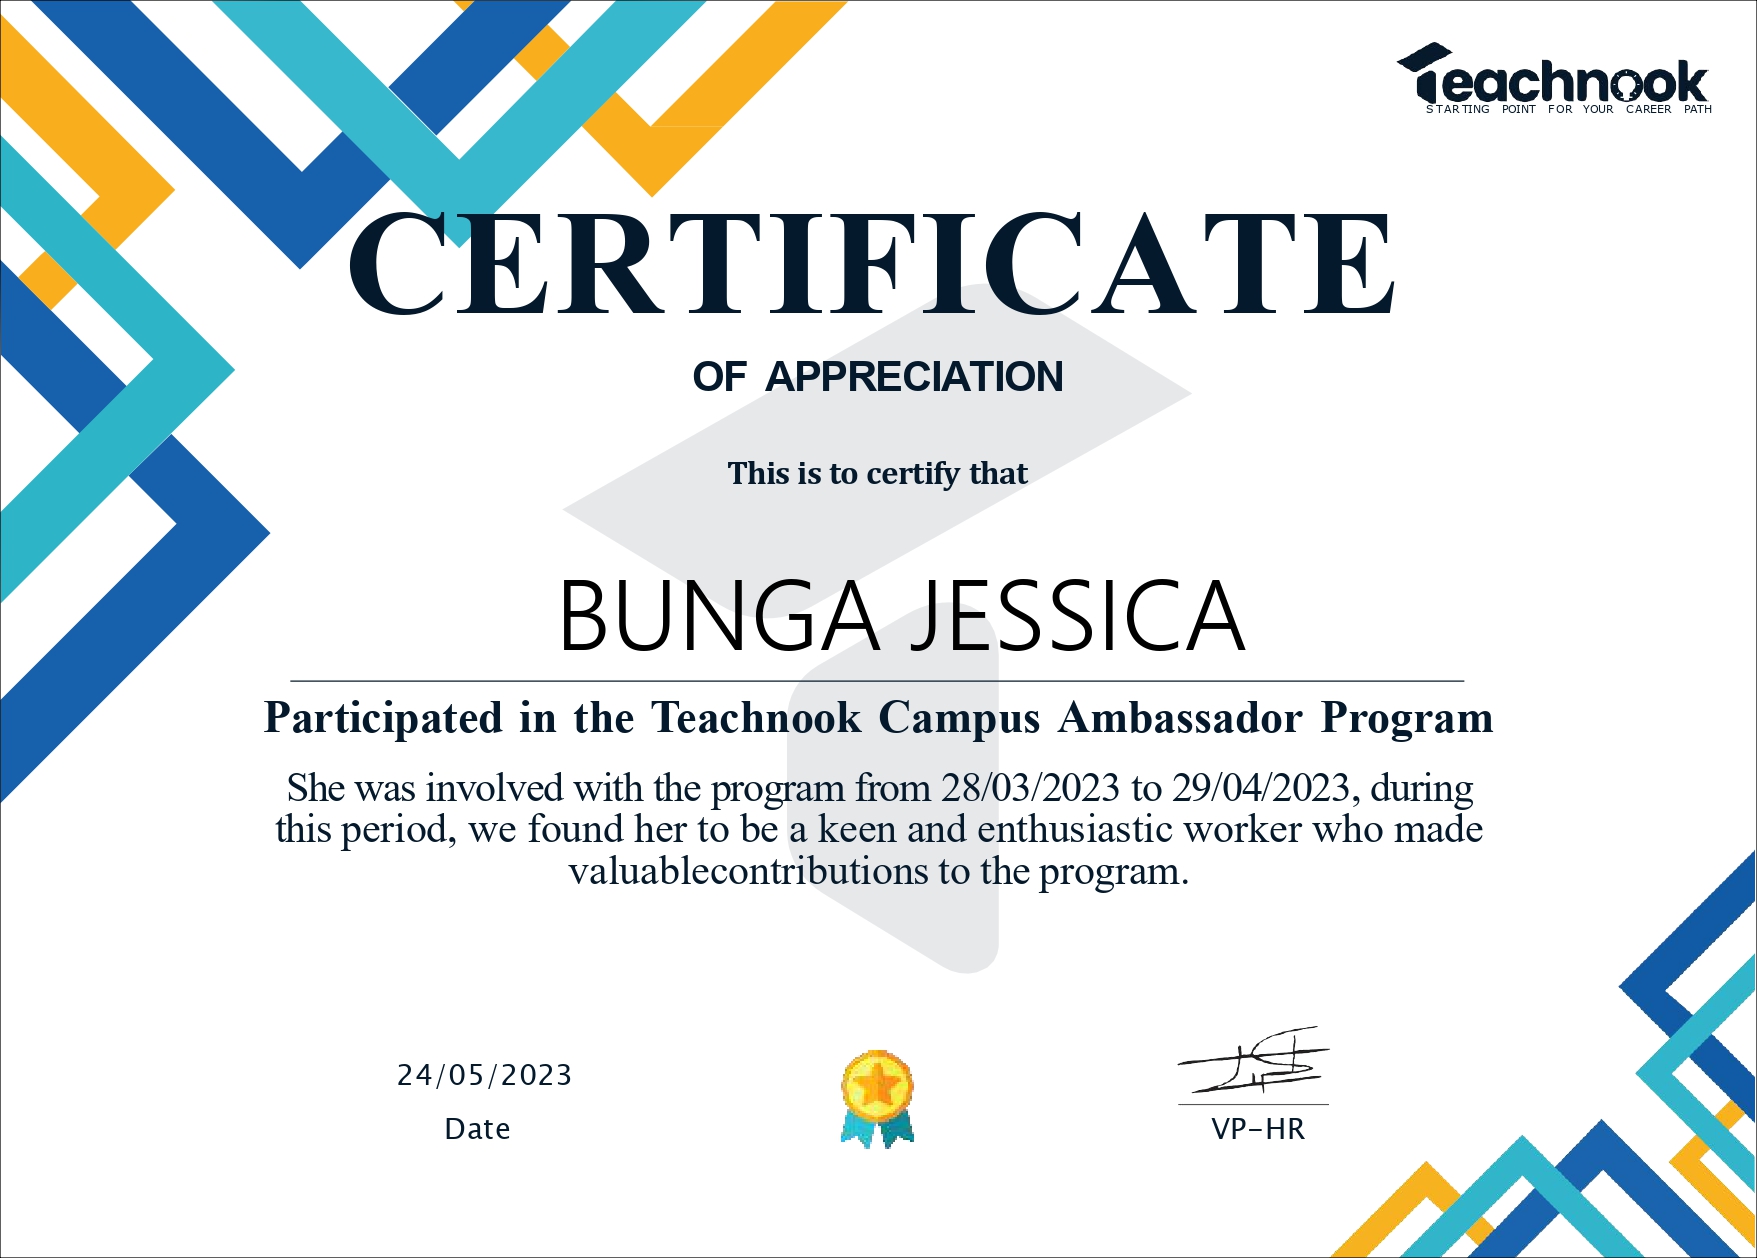 Teachnook
STARTING POINT FOR YOUR CAREER PATH
CERTIFICATE
OF APPRECIATION
This is to certify that
BUNGA JESSICA
Participated in the Teachnook Campus Ambassador Program
She was involved with the program from 28/03/2023 to 29/04/2023, during
this period, we found her to be a keen and enthusiastic worker who made
valuablecontributions to the program.
24/05/2023
Date
VP-HR